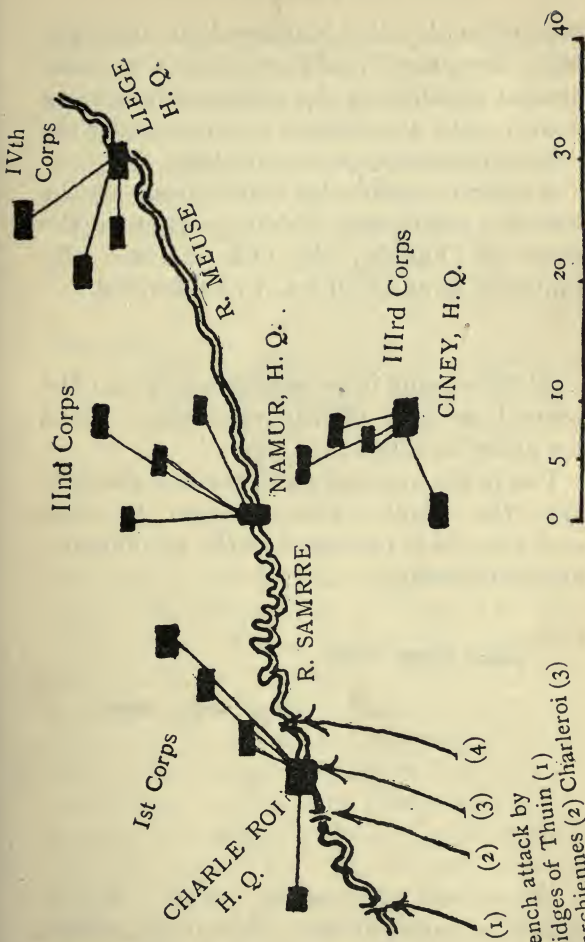 IVth
Corps
LIEGE
H. Q.
R. MEUSE
IInd Corps
NAMUR, H. Q.
IIIrd Corps
CINEY, H. Q.
Ist Corps
R. SAMRRE
CHARLE ROI
H. Q.
(1)
(2)
(3)
(4)
0 5 10 20 30 40
ench attack by
idges of Thuin (1)
rchiennes (2) Charleroi (3)